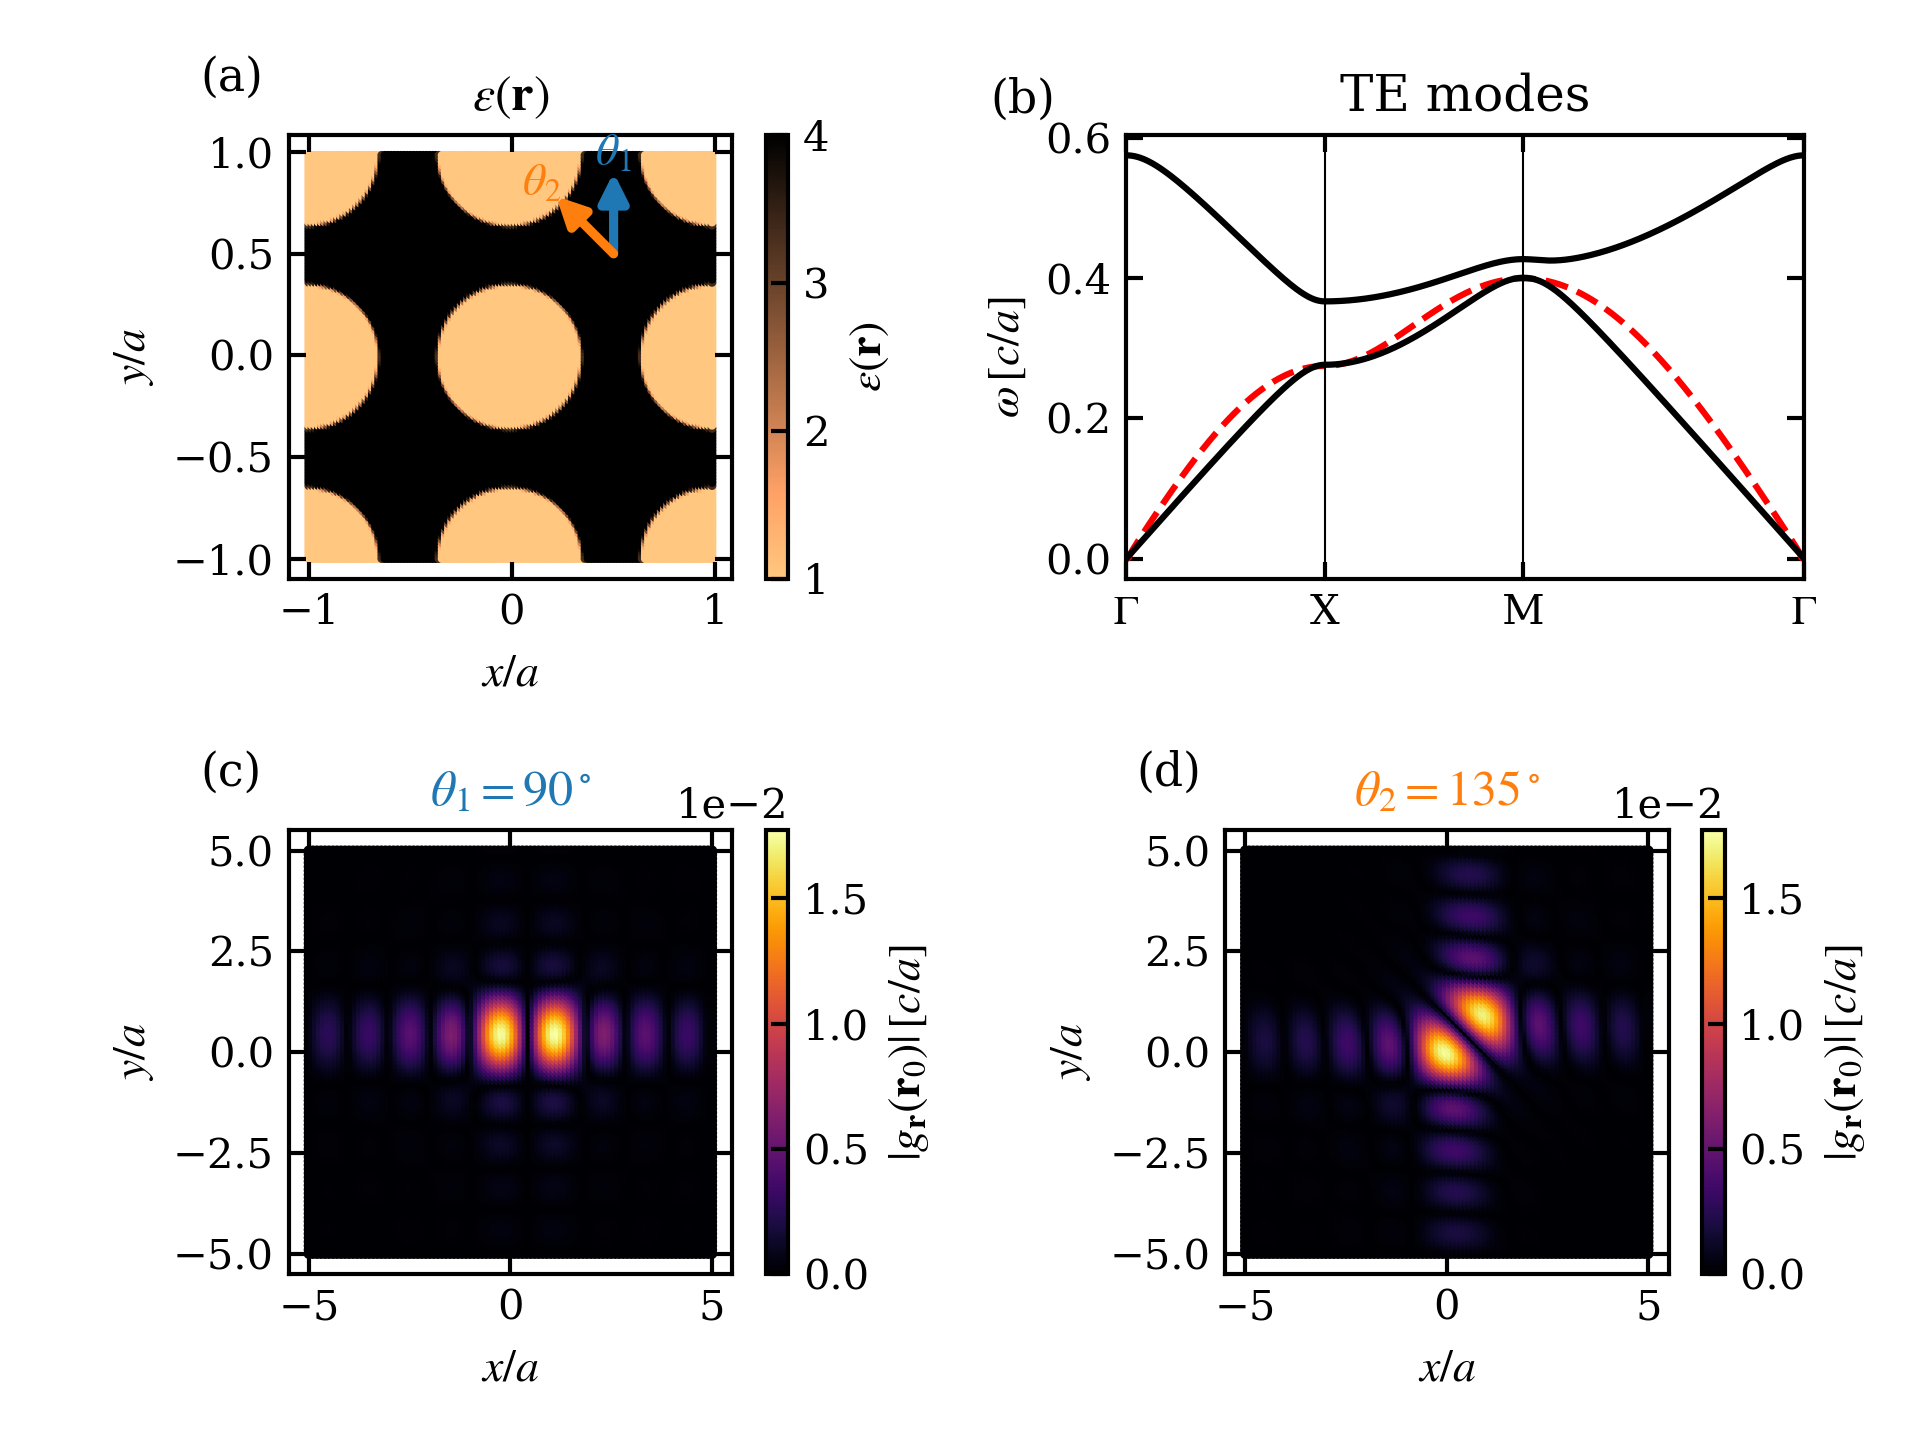 (a)
ε(r)
θ₁
θ₂
1.0
0.5
0.0
−0.5
−1.0
y/a
−1
0
1
x/a
4
3
2
1
ε(r)
(b)
TE modes
0.6
0.4
0.2
0.0
ω [c/a]
Γ
X
M
Γ
(c)
θ₁ = 90°
1e−2
5.0
2.5
0.0
−2.5
−5.0
y/a
−5
0
5
x/a
1.5
1.0
0.5
0.0
|g_r(r₀)| [c/a]
(d)
θ₂ = 135°
1e−2
5.0
2.5
0.0
−2.5
−5.0
y/a
−5
0
5
x/a
1.5
1.0
0.5
0.0
|g_r(r₀)| [c/a]